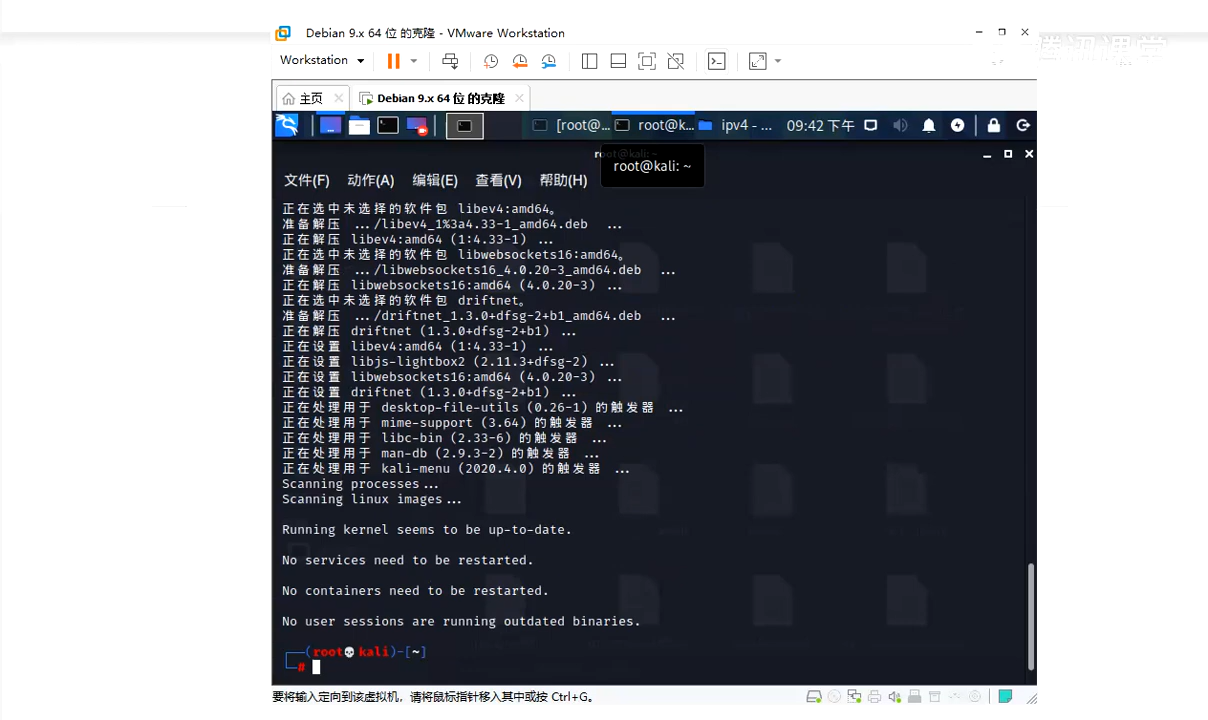 Debian 9.x 64 位 的克隆 - VMware Workstation
腾讯课堂
Workstation
主页
Debian 9.x 64 位 的克隆
[root@...
root@k...
ipv4 - ...
09:42 下午
root@kali: ~
root@kali: ~
文件(F) 动作(A) 编辑(E) 查看(V) 帮助(H)
正在选中未选择的软件包 libev4:amd64。
准备解压 .../libev4_1%3a4.33-1_amd64.deb ...
正在解压 libev4:amd64 (1:4.33-1) ...
正在选中未选择的软件包 libwebsockets16:amd64。
准备解压 .../libwebsockets16_4.0.20-3_amd64.deb ...
正在解压 libwebsockets16:amd64 (4.0.20-3) ...
正在选中未选择的软件包 driftnet。
准备解压 .../driftnet_1.3.0+dfsg-2+b1_amd64.deb ...
正在解压 driftnet (1.3.0+dfsg-2+b1) ...
正在设置 libev4:amd64 (1:4.33-1) ...
正在设置 libjs-lightbox2 (2.11.3+dfsg-2) ...
正在设置 libwebsockets16:amd64 (4.0.20-3) ...
正在设置 driftnet (1.3.0+dfsg-2+b1) ...
正在处理用于 desktop-file-utils (0.26-1) 的触发器 ...
正在处理用于 mime-support (3.64) 的触发器 ...
正在处理用于 libc-bin (2.33-6) 的触发器 ...
正在处理用于 man-db (2.9.3-2) 的触发器 ...
正在处理用于 kali-menu (2020.4.0) 的触发器 ...
Scanning processes...
Scanning linux images...
Running kernel seems to be up-to-date.
No services need to be restarted.
No containers need to be restarted.
No user sessions are running outdated binaries.
┌──(root💀kali)-[~]
└─#
要将输入定向到该虚拟机，请将鼠标指针移入其中或按 Ctrl+G。